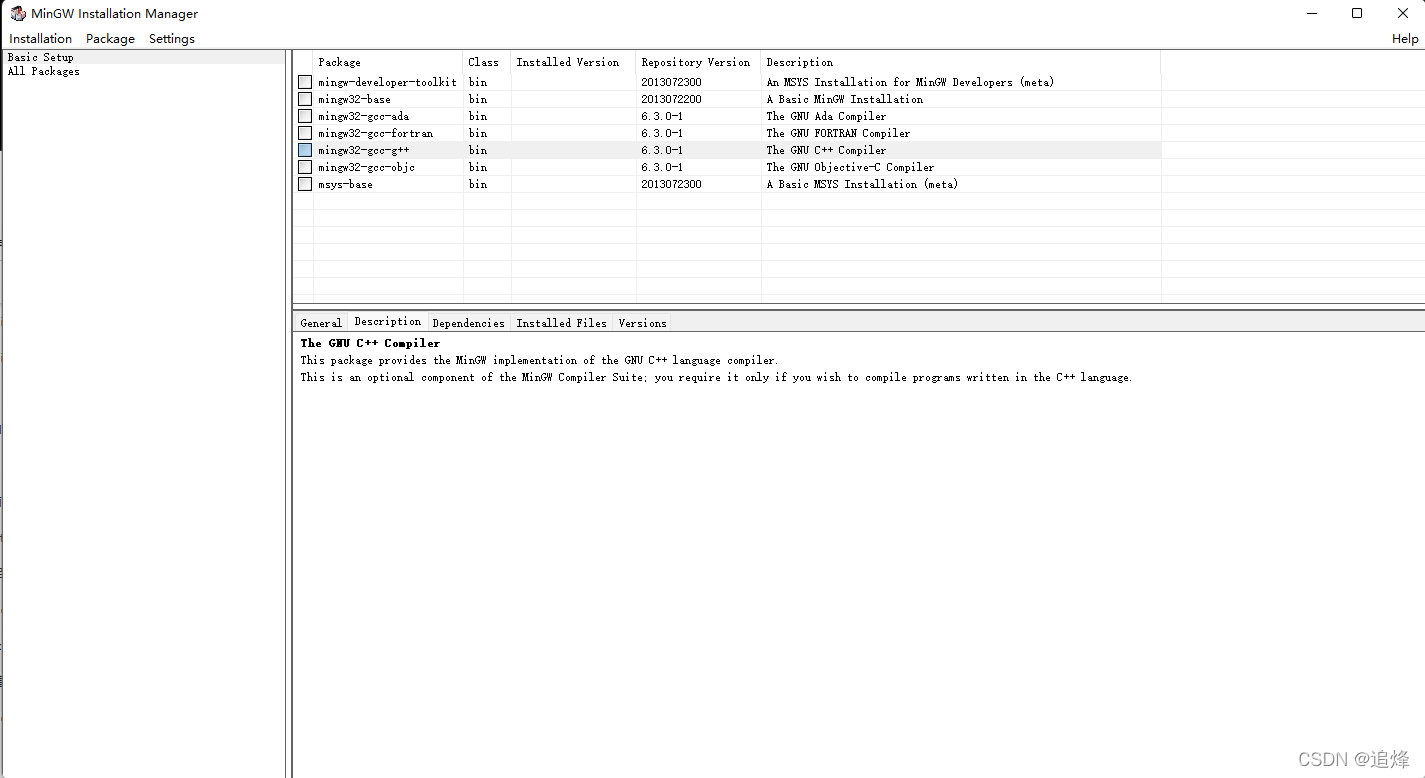 MinGW Installation Manager
Installation Package Settings Help
Basic Setup
All Packages
Package Class Installed Version Repository Version Description
mingw-developer-toolkit bin 2013072300 An MSYS Installation for MinGW Developers (meta)
mingw32-base bin 2013072200 A Basic MinGW Installation
mingw32-gcc-ada bin 6.3.0-1 The GNU Ada Compiler
mingw32-gcc-fortran bin 6.3.0-1 The GNU FORTRAN Compiler
mingw32-gcc-g++ bin 6.3.0-1 The GNU C++ Compiler
mingw32-gcc-objc bin 6.3.0-1 The GNU Objective-C Compiler
msys-base bin 2013072300 A Basic MSYS Installation (meta)
General Description Dependencies Installed Files Versions
The GNU C++ Compiler
This package provides the MinGW implementation of the GNU C++ language compiler.
This is an optional component of the MinGW Compiler Suite; you require it only if you wish to compile programs written in the C++ language.
CSDN @追烽